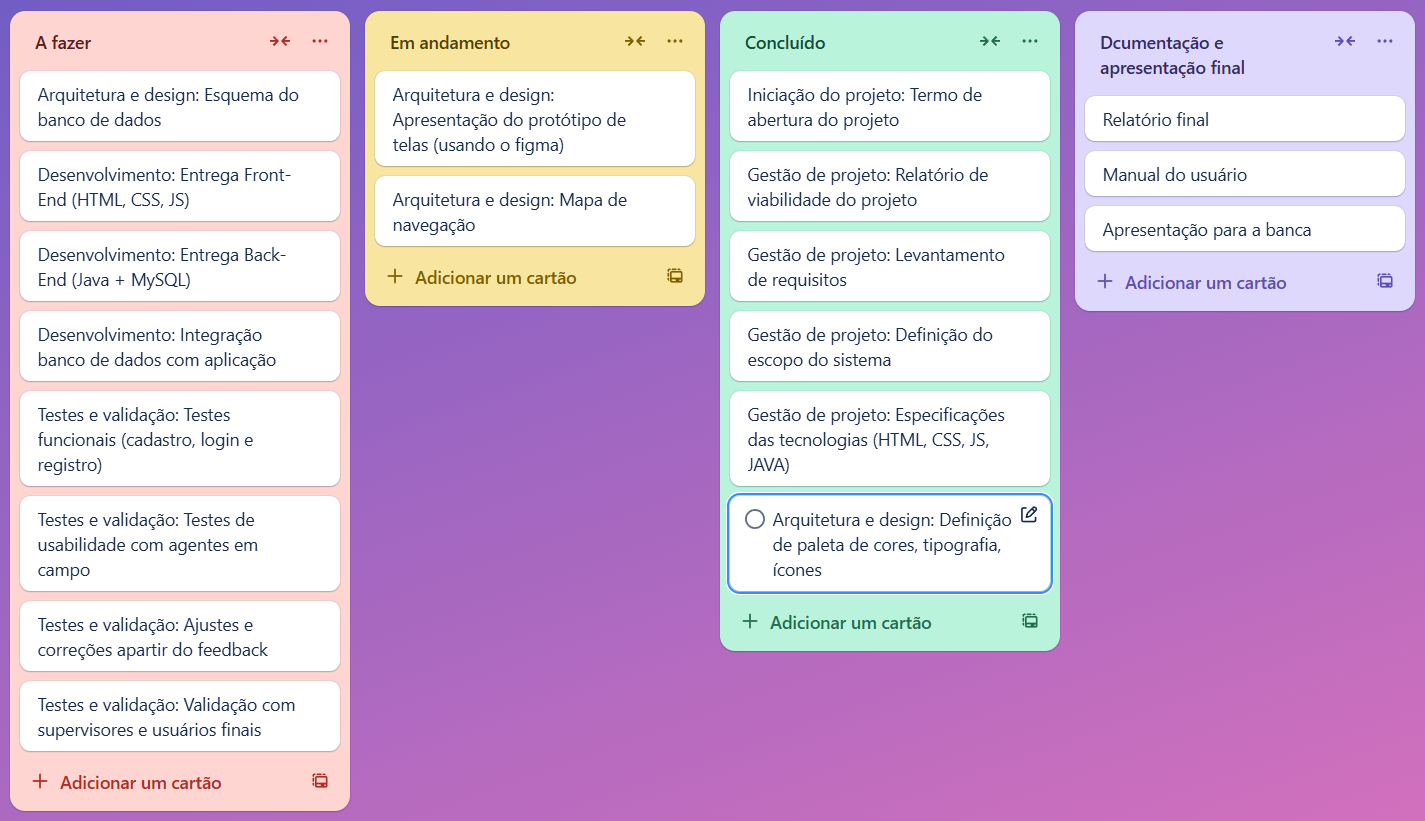 A fazer
Arquitetura e design: Esquema do
banco de dados
Desenvolvimento: Entrega Front-
End (HTML, CSS, JS)
Desenvolvimento: Entrega Back-
End (Java + MySQL)
Desenvolvimento: Integração
banco de dados com aplicação
Testes e validação: Testes
funcionais (cadastro, login e
registro)
Testes e validação: Testes de
usabilidade com agentes em
campo
Testes e validação: Ajustes e
correções apartir do feedback
Testes e validação: Validação com
supervisores e usuários finais
Adicionar um cartão
Em andamento
Arquitetura e design:
Apresentação do protótipo de
telas (usando o figma)
Arquitetura e design: Mapa de
navegação
Adicionar um cartão
Concluído
Iniciação do projeto: Termo de
abertura do projeto
Gestão de projeto: Relatório de
viabilidade do projeto
Gestão de projeto: Levantamento
de requisitos
Gestão de projeto: Definição do
escopo do sistema
Gestão de projeto: Especificações
das tecnologias (HTML, CSS, JS,
JAVA)
Arquitetura e design: Definição
de paleta de cores, tipografia,
ícones
Adicionar um cartão
Dcumentação e
apresentação final
Relatório final
Manual do usuário
Apresentação para a banca
Adicionar um cartão